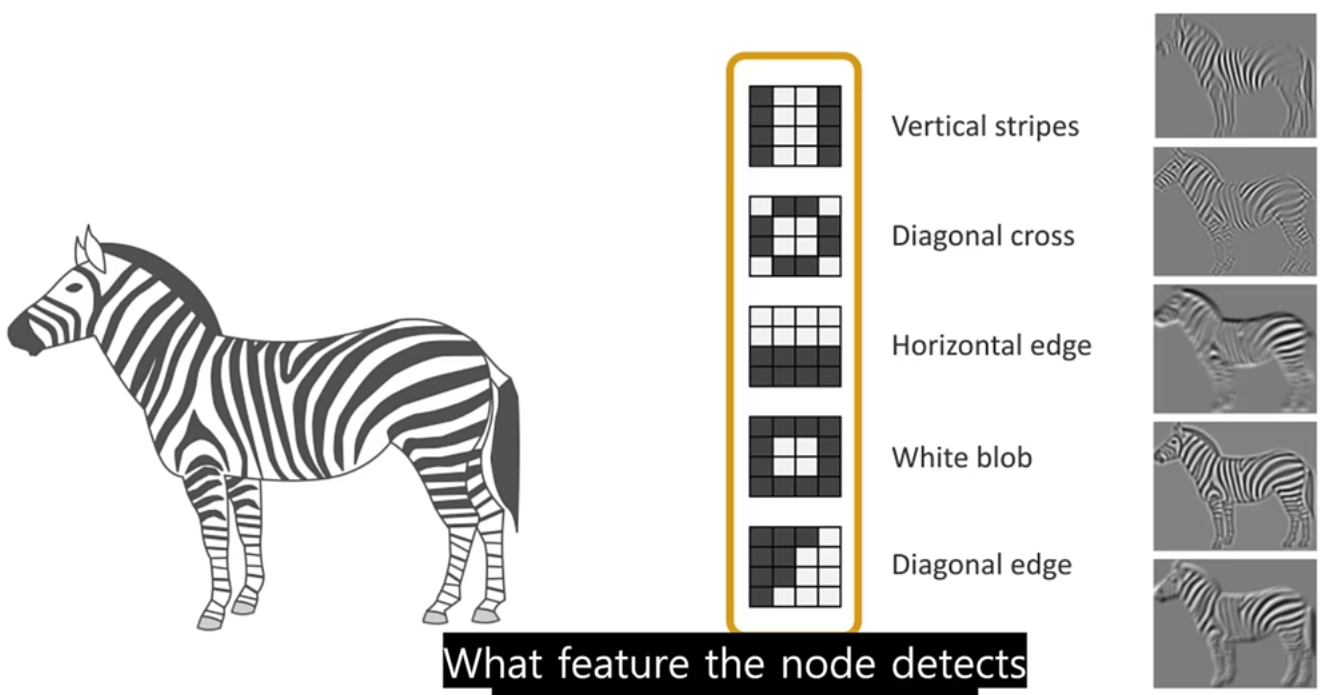 Vertical stripes
Diagonal cross
Horizontal edge
White blob
Diagonal edge
What feature the node detects